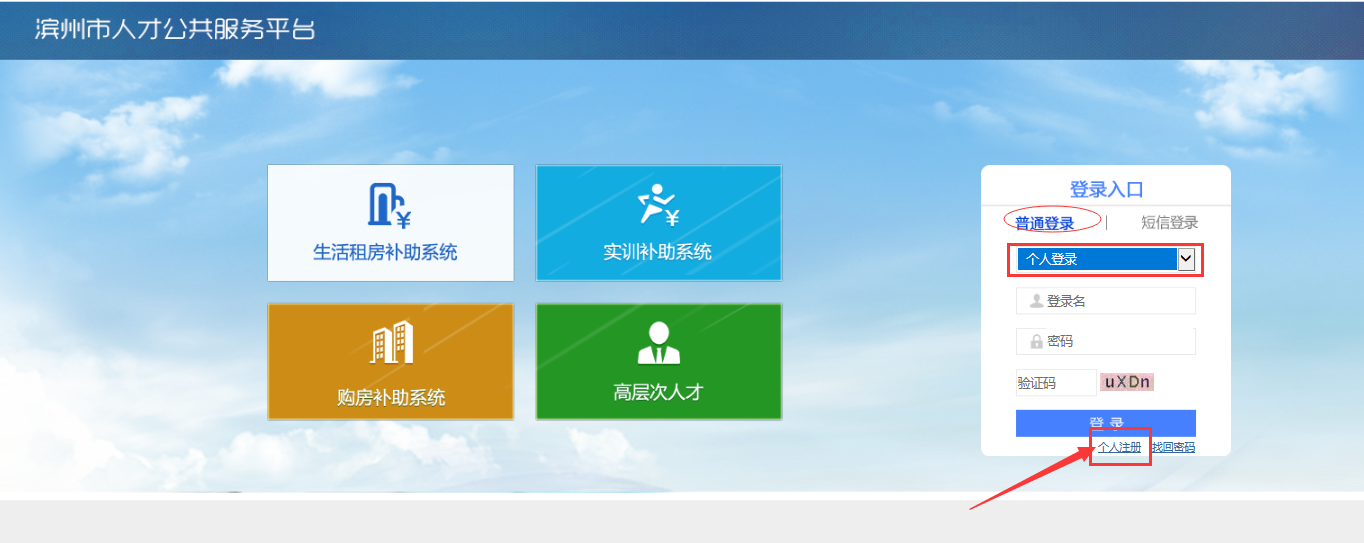 滨州市人才公共服务平台
生活租房补助系统
实训补助系统
购房补助系统
高层次人才
登录入口
普通登录 | 短信登录
个人登录
登录名
密码
验证码 uXDn
登 录
个人注册 找回密码